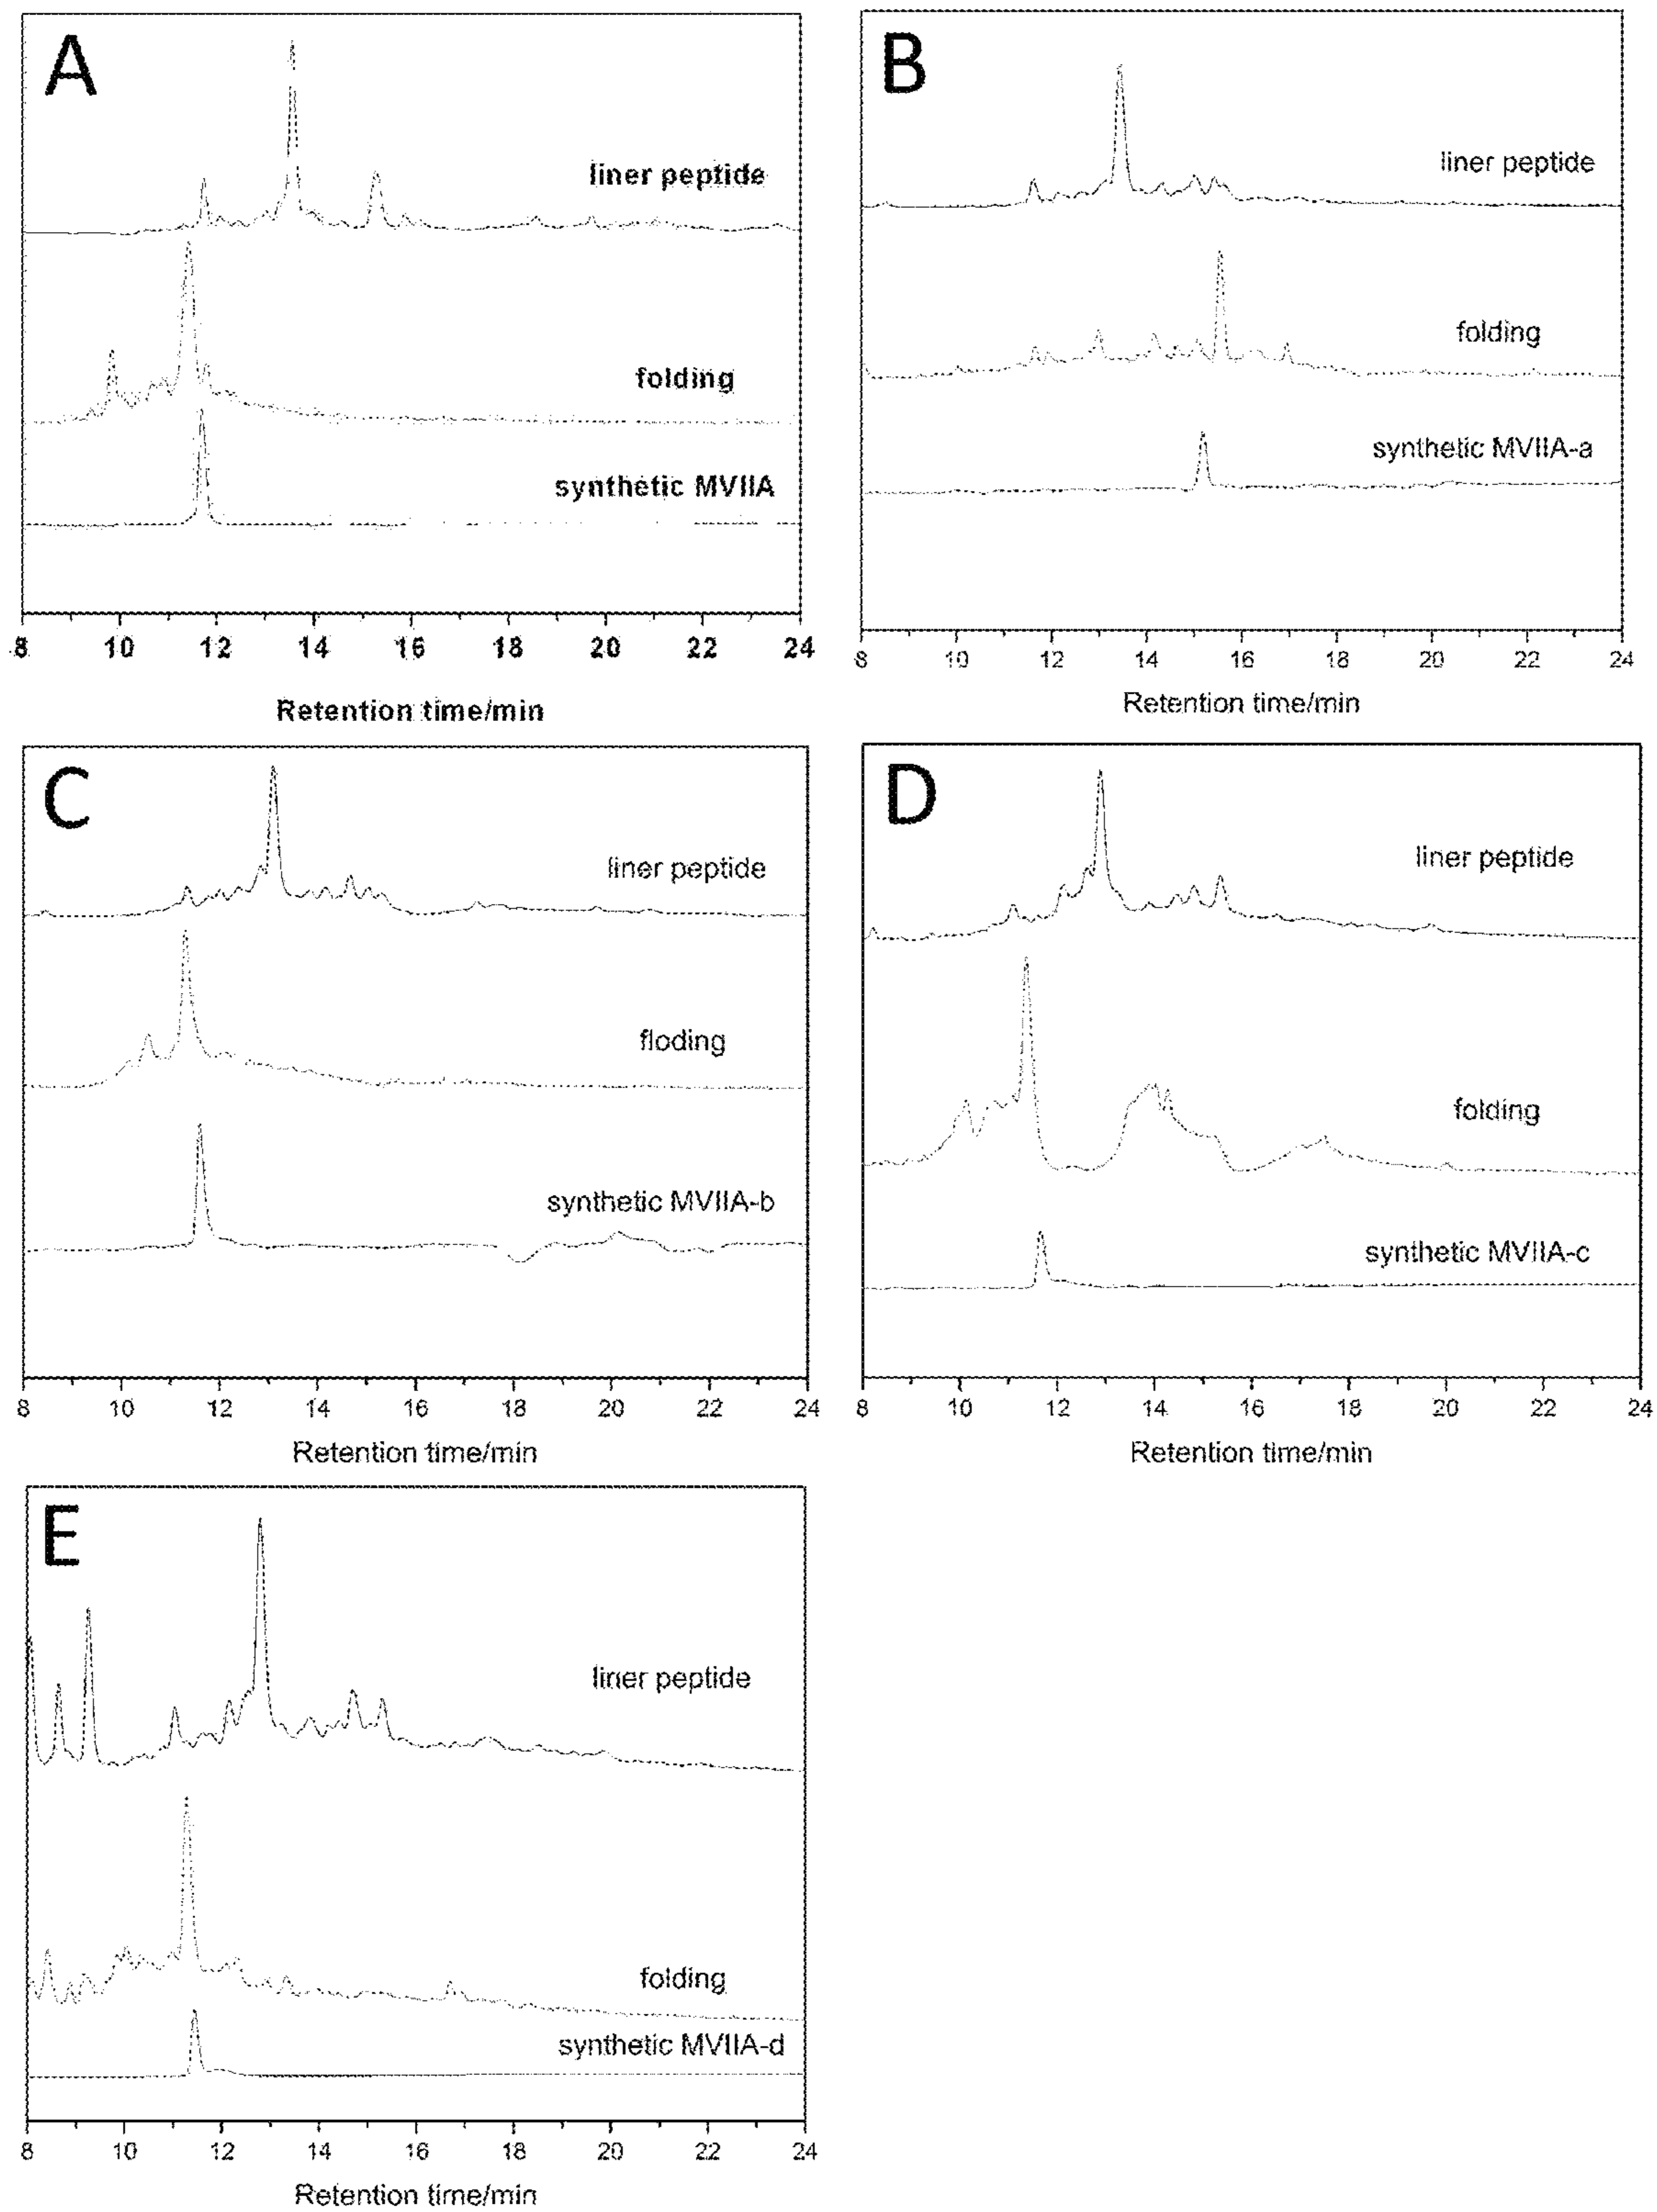 A
liner peptide
folding
synthetic MVIIA
8 10 12 14 16 18 20 22 24
Retention time/min
B
liner peptide
folding
synthetic MVIIA-a
8 10 12 14 16 18 20 22 24
Retention time/min
C
liner peptide
floding
synthetic MVIIA-b
8 10 12 14 16 18 20 22 24
Retention time/min
D
liner peptide
folding
synthetic MVIIA-c
8 10 12 14 16 18 20 22 24
Retention time/min
E
liner peptide
folding
synthetic MVIIA-d
8 10 12 14 16 18 20 22 24
Retention time/min